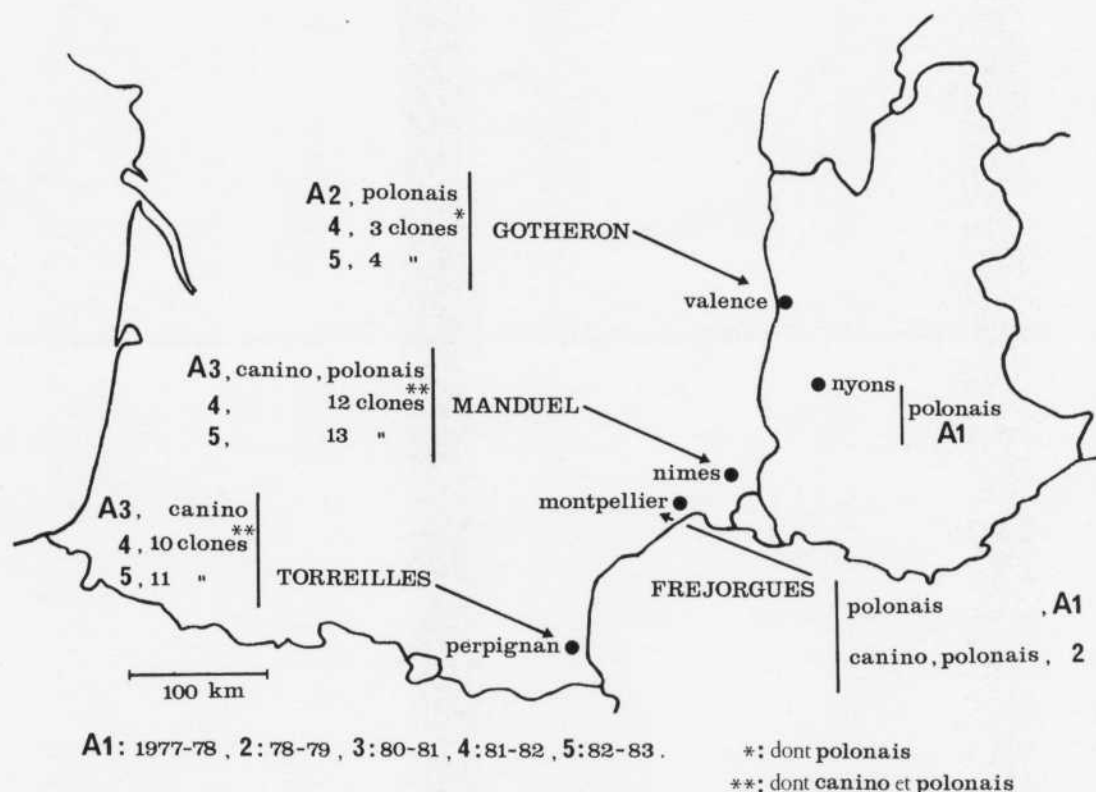 A2, polonais
4, 3 clones*
5, 4 "
GOTHERON
valence
A3, canino, polonais
4, 12 clones**
5, 13 "
MANDUEL
nyons
polonais
A1
nimes
montpellier
A3, canino
4, 10 clones**
5, 11 "
TORREILLES
FREJORGUES
polonais , A1
canino, polonais, 2
perpignan
100 km
A1: 1977-78, 2: 78-79, 3: 80-81, 4: 81-82, 5: 82-83.
*: dont polonais
**: dont canino et polonais